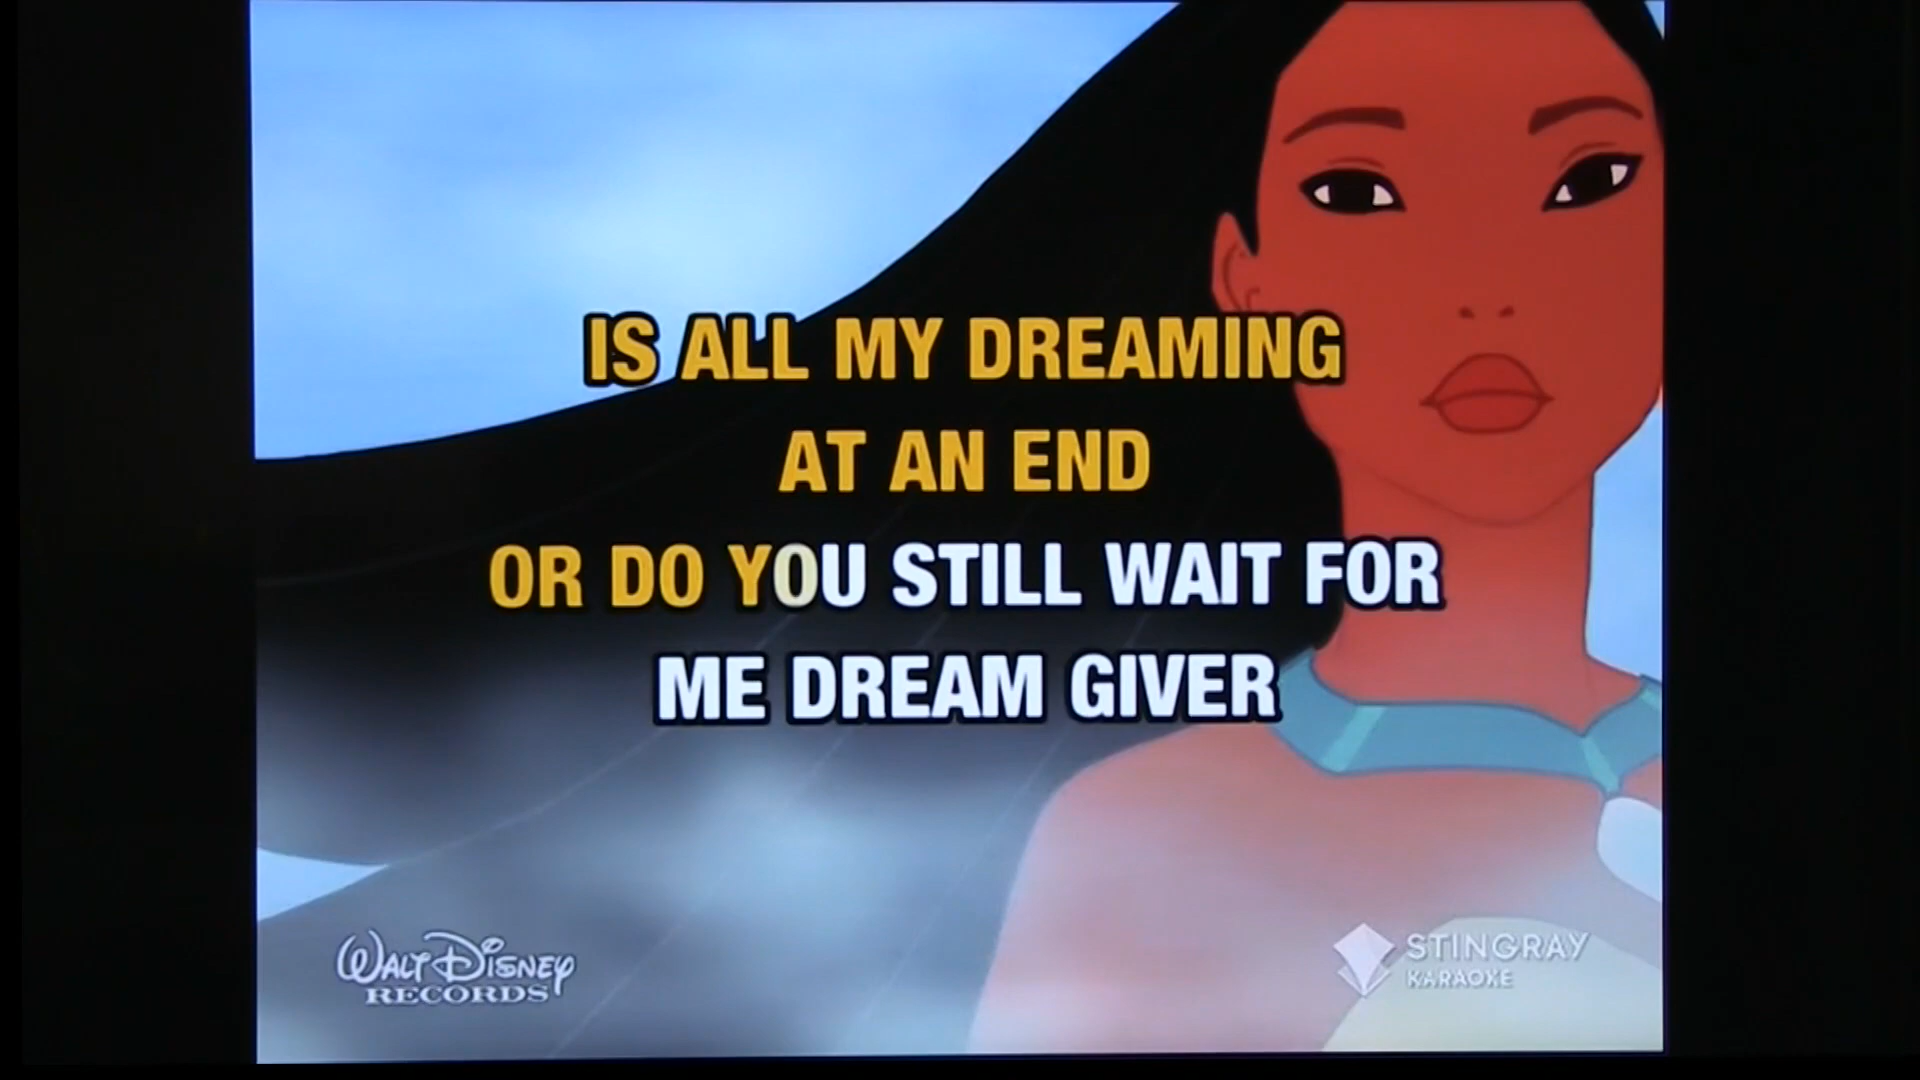 IS ALL MY DREAMING
AT AN END
OR DO YOU STILL WAIT FOR
ME DREAM GIVER
WALT DISNEY
RECORDS
STINGRAY
KARAOKE